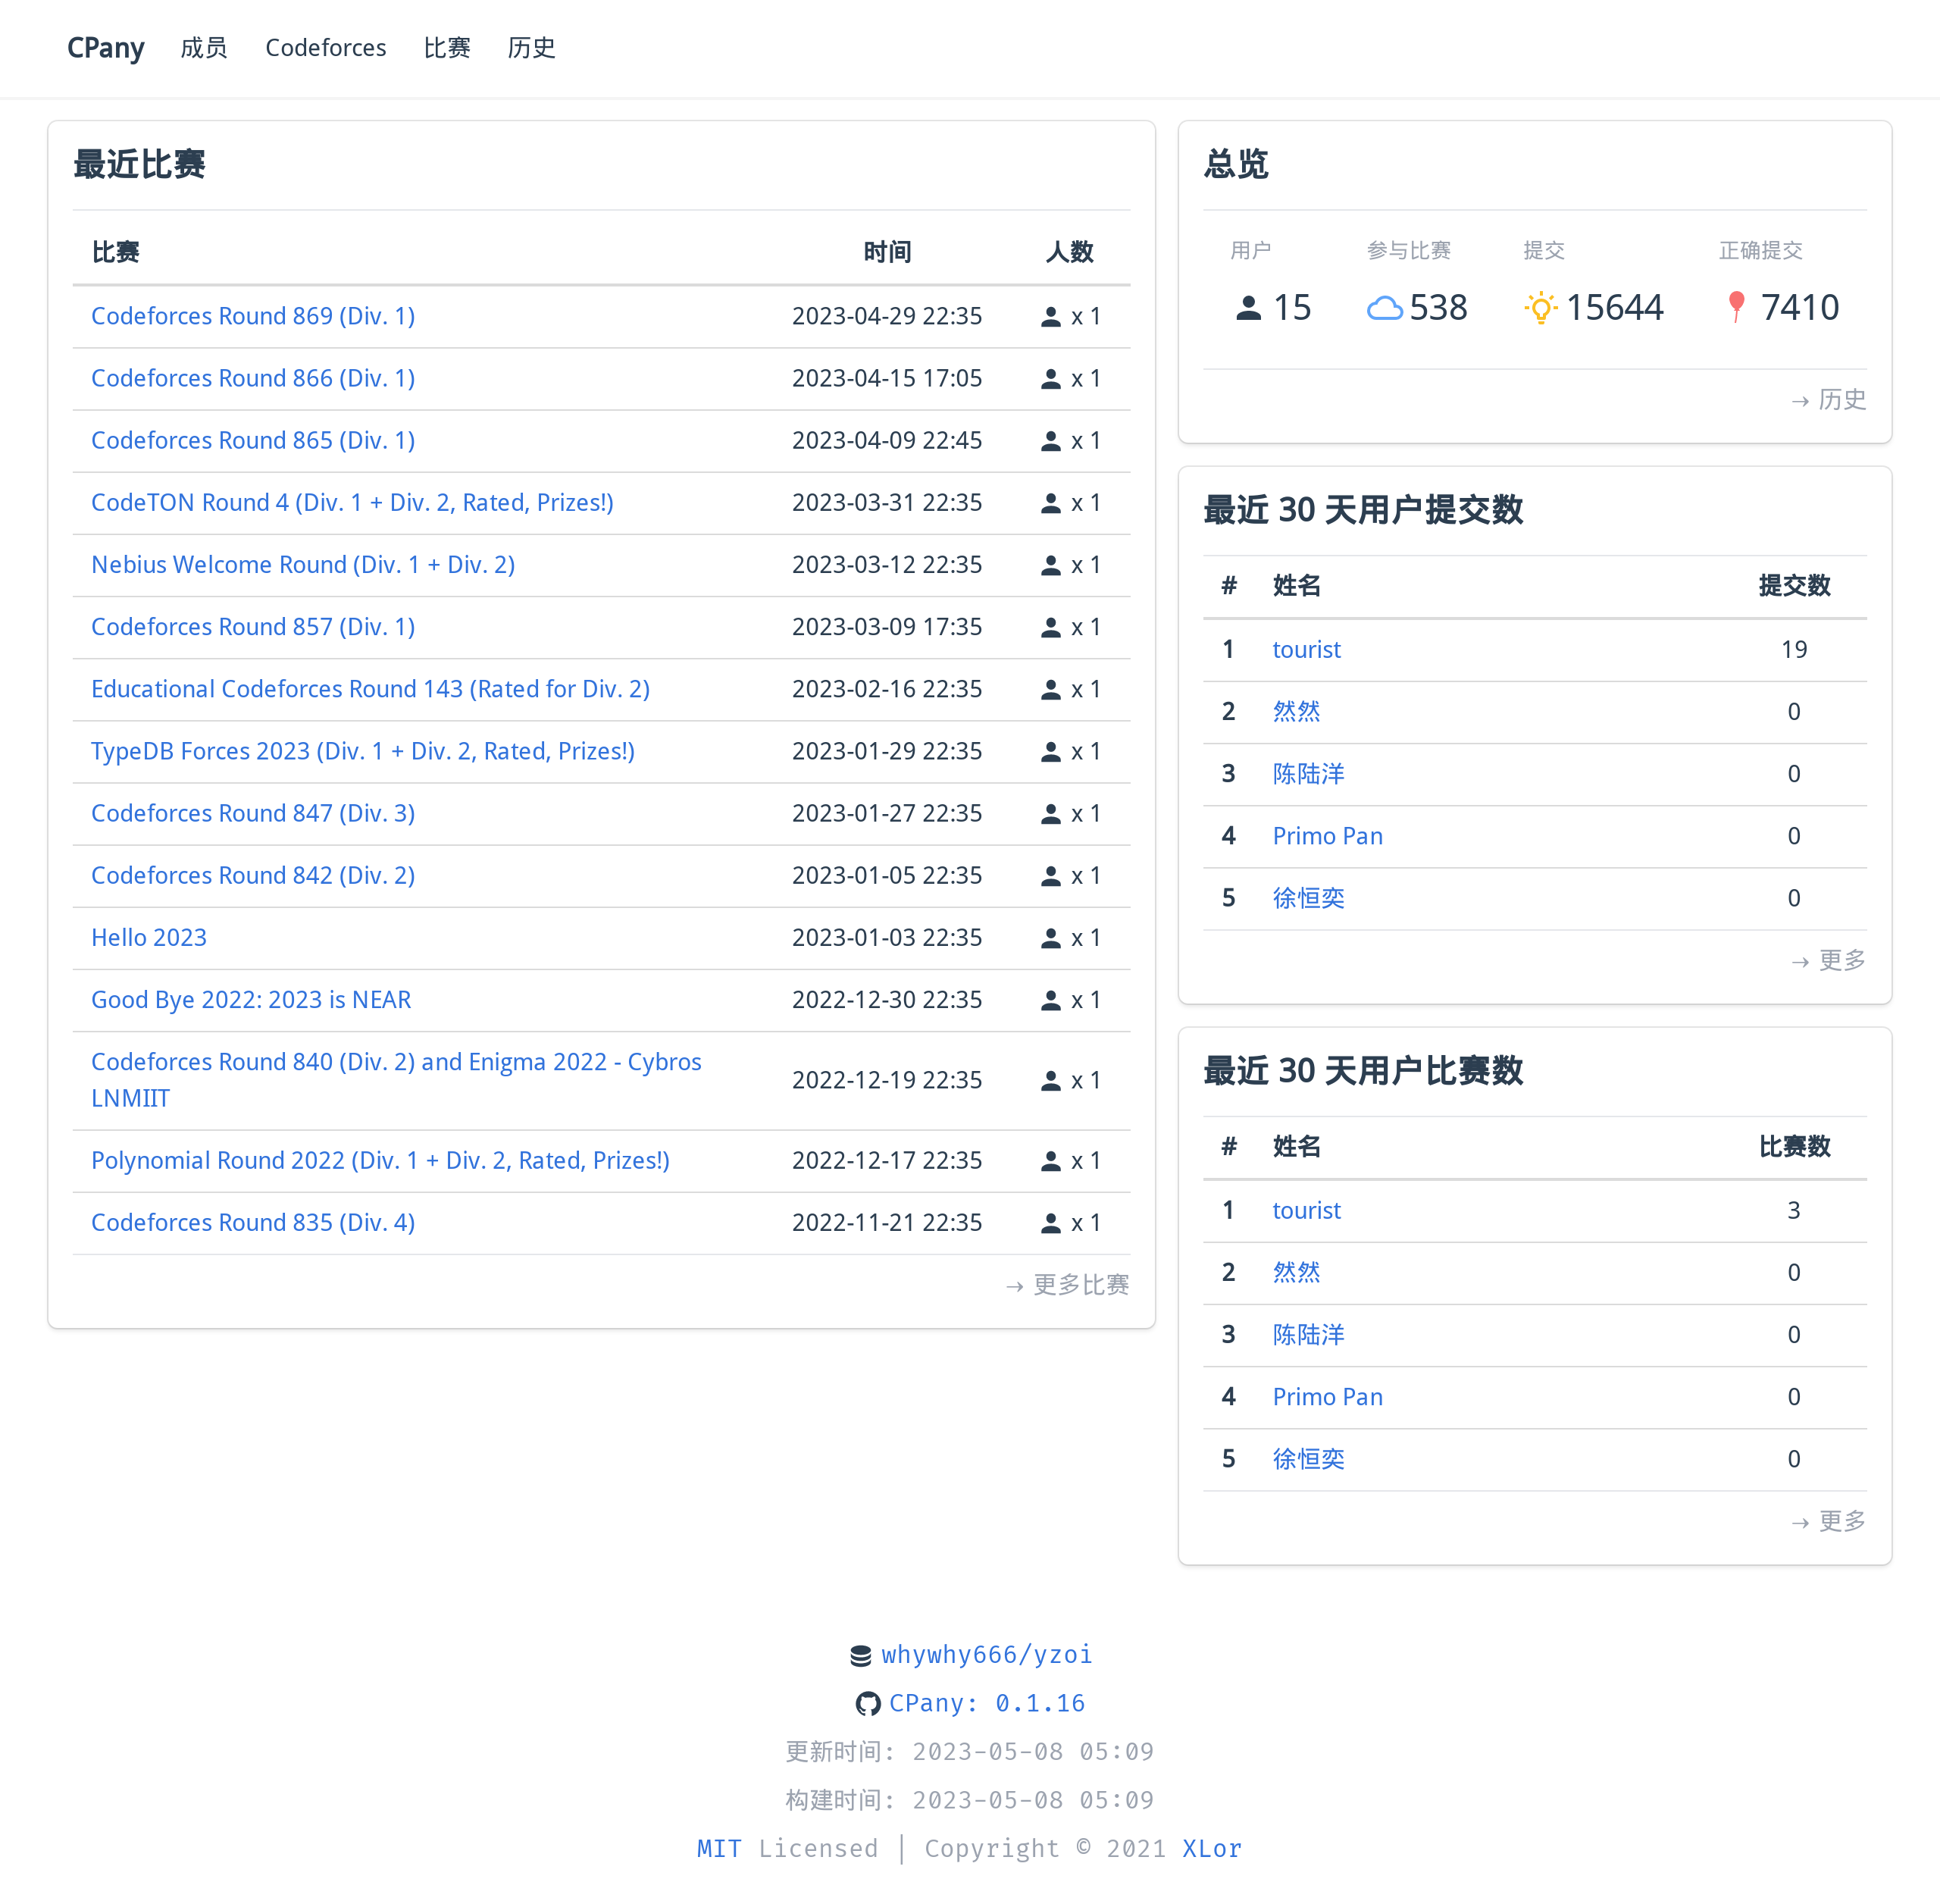 CPany 成员 Codeforces 比赛 历史
最近比赛
比赛 时间 人数
Codeforces Round 869 (Div. 1) 2023-04-29 22:35 x 1
Codeforces Round 866 (Div. 1) 2023-04-15 17:05 x 1
Codeforces Round 865 (Div. 1) 2023-04-09 22:45 x 1
CodeTON Round 4 (Div. 1 + Div. 2, Rated, Prizes!) 2023-03-31 22:35 x 1
Nebius Welcome Round (Div. 1 + Div. 2) 2023-03-12 22:35 x 1
Codeforces Round 857 (Div. 1) 2023-03-09 17:35 x 1
Educational Codeforces Round 143 (Rated for Div. 2) 2023-02-16 22:35 x 1
TypeDB Forces 2023 (Div. 1 + Div. 2, Rated, Prizes!) 2023-01-29 22:35 x 1
Codeforces Round 847 (Div. 3) 2023-01-27 22:35 x 1
Codeforces Round 842 (Div. 2) 2023-01-05 22:35 x 1
Hello 2023 2023-01-03 22:35 x 1
Good Bye 2022: 2023 is NEAR 2022-12-30 22:35 x 1
Codeforces Round 840 (Div. 2) and Enigma 2022 - Cybros
LNMIIT 2022-12-19 22:35 x 1
Polynomial Round 2022 (Div. 1 + Div. 2, Rated, Prizes!) 2022-12-17 22:35 x 1
Codeforces Round 835 (Div. 4) 2022-11-21 22:35 x 1
→ 更多比赛
总览
用户 参与比赛 提交 正确提交
15 538 15644 7410
→ 历史
最近 30 天用户提交数
# 姓名 提交数
1 tourist 19
2 然然 0
3 陈陆洋 0
4 Primo Pan 0
5 徐恒奕 0
→ 更多
最近 30 天用户比赛数
# 姓名 比赛数
1 tourist 3
2 然然 0
3 陈陆洋 0
4 Primo Pan 0
5 徐恒奕 0
→ 更多
whywhy666/yzoi
CPany: 0.1.16
更新时间: 2023-05-08 05:09
构建时间: 2023-05-08 05:09
MIT Licensed | Copyright © 2021 XLor